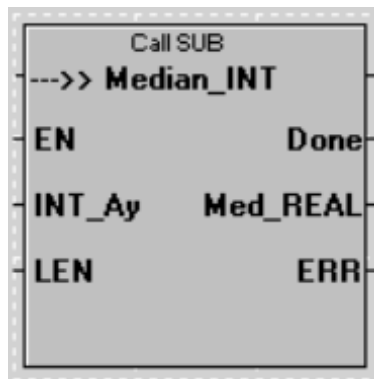 Call SUB
--->> Median_INT
EN Done
INT_Ay Med_REAL
LEN ERR